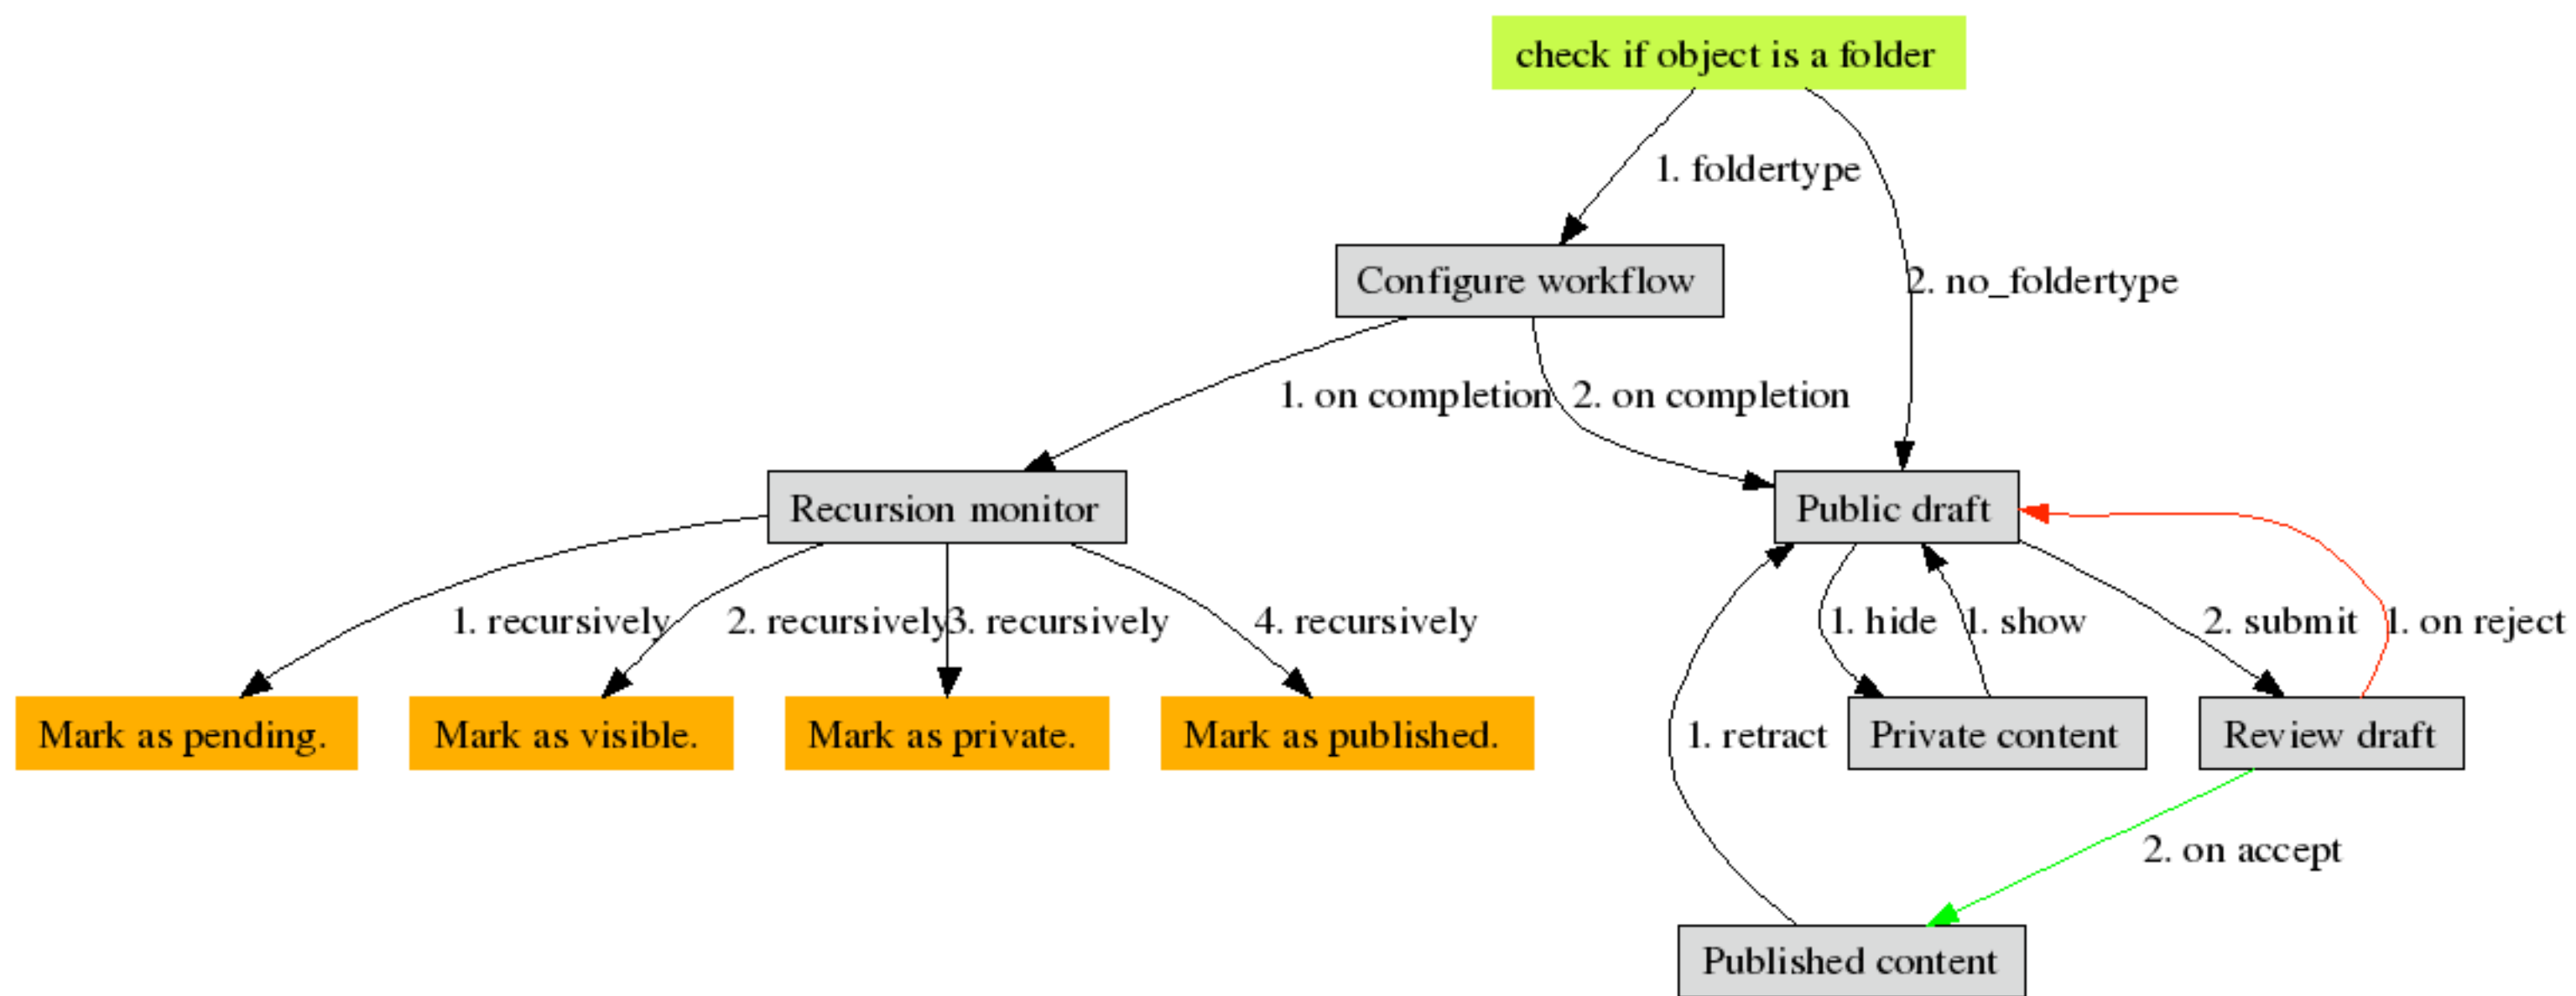 check if object is a folder
1. foldertype
Configure workflow
2. no_foldertype
1. on completion
2. on completion
Recursion monitor
Public draft
1. recursively
2. recursively
3. recursively
4. recursively
1. hide
1. show
2. submit
1. on reject
Mark as pending.
Mark as visible.
Mark as private.
Mark as published.
1. retract
Private content
Review draft
2. on accept
Published content